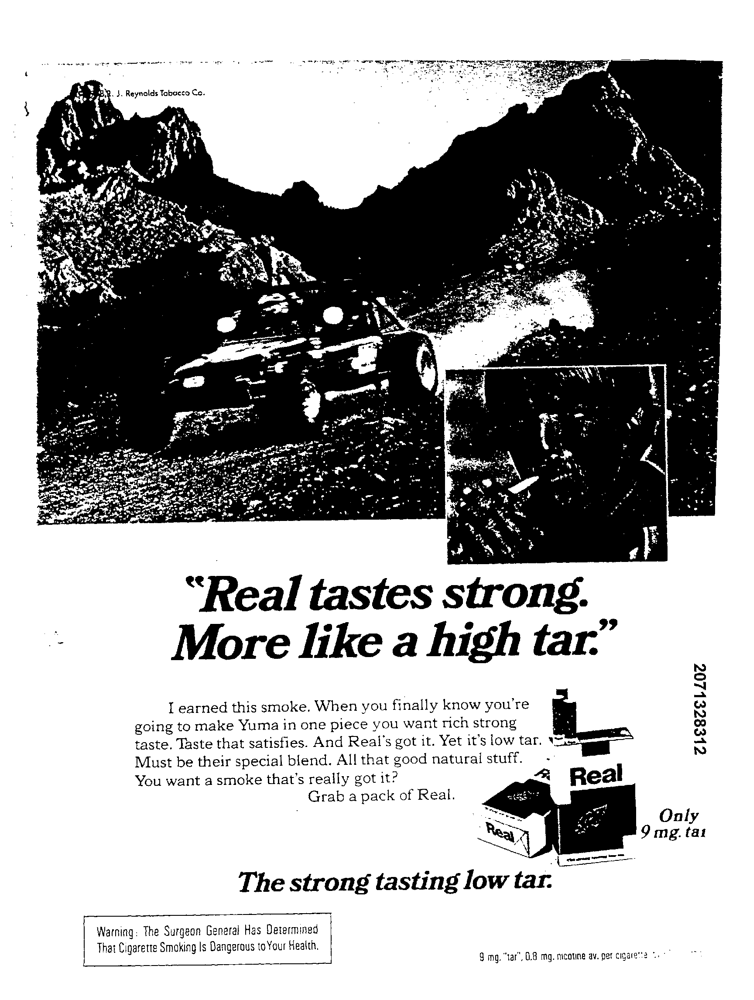 R. J. Reynolds Tobacco Co.
"Real tastes strong.
More like a high tar."
I earned this smoke. When you finally know you're
going to make Yuma in one piece you want rich strong
taste. Taste that satisfies. And Real's got it. Yet it's low tar.
Must be their special blend. All that good natural stuff.
You want a smoke that's really got it?
Grab a pack of Real.
2071328312
Real
Real
Only
9 mg. tar
The strong tasting low tar.
Warning: The Surgeon General Has Determined
That Cigarette Smoking Is Dangerous to Your Health.
9 mg. "tar", 0.8 mg. nicotine av. per cigarette